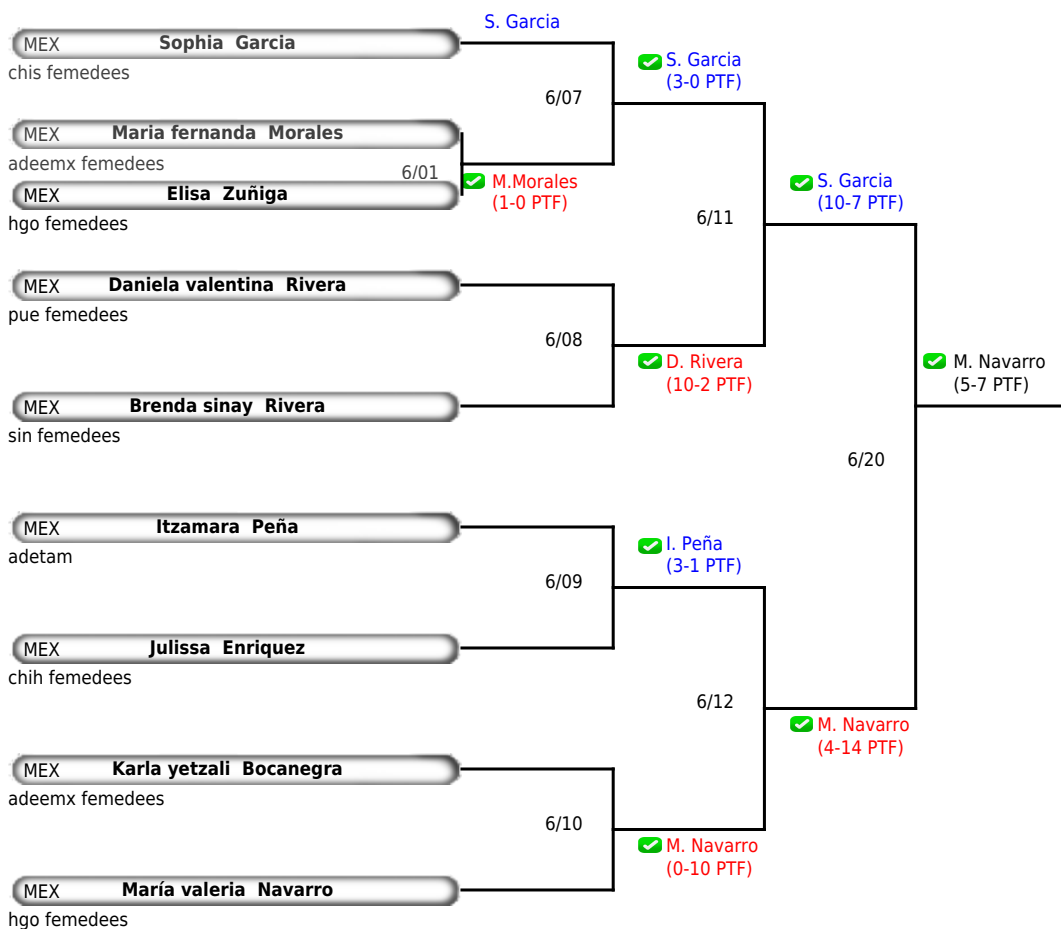 S. Garcia
MEX Sophia Garcia
chis femedees
S. Garcia
(3-0 PTF)
6/07
MEX Maria fernanda Morales
adeemx femedees
6/01
M.Morales
(1-0 PTF)
MEX Elisa Zuñiga
hgo femedees
S. Garcia
(10-7 PTF)
6/11
MEX Daniela valentina Rivera
pue femedees
6/08
D. Rivera
(10-2 PTF)
M. Navarro
(5-7 PTF)
MEX Brenda sinay Rivera
sin femedees
6/20
MEX Itzamara Peña
adetam
I. Peña
(3-1 PTF)
6/09
MEX Julissa Enriquez
chih femedees
6/12
M. Navarro
(4-14 PTF)
MEX Karla yetzali Bocanegra
adeemx femedees
6/10
M. Navarro
(0-10 PTF)
MEX María valeria Navarro
hgo femedees